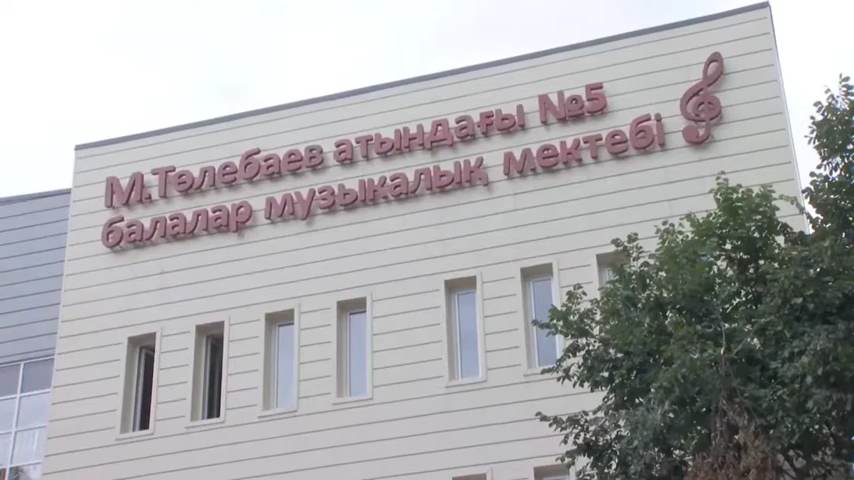 М.Төлебаев атындағы №5
балалар музыкалық мектебі